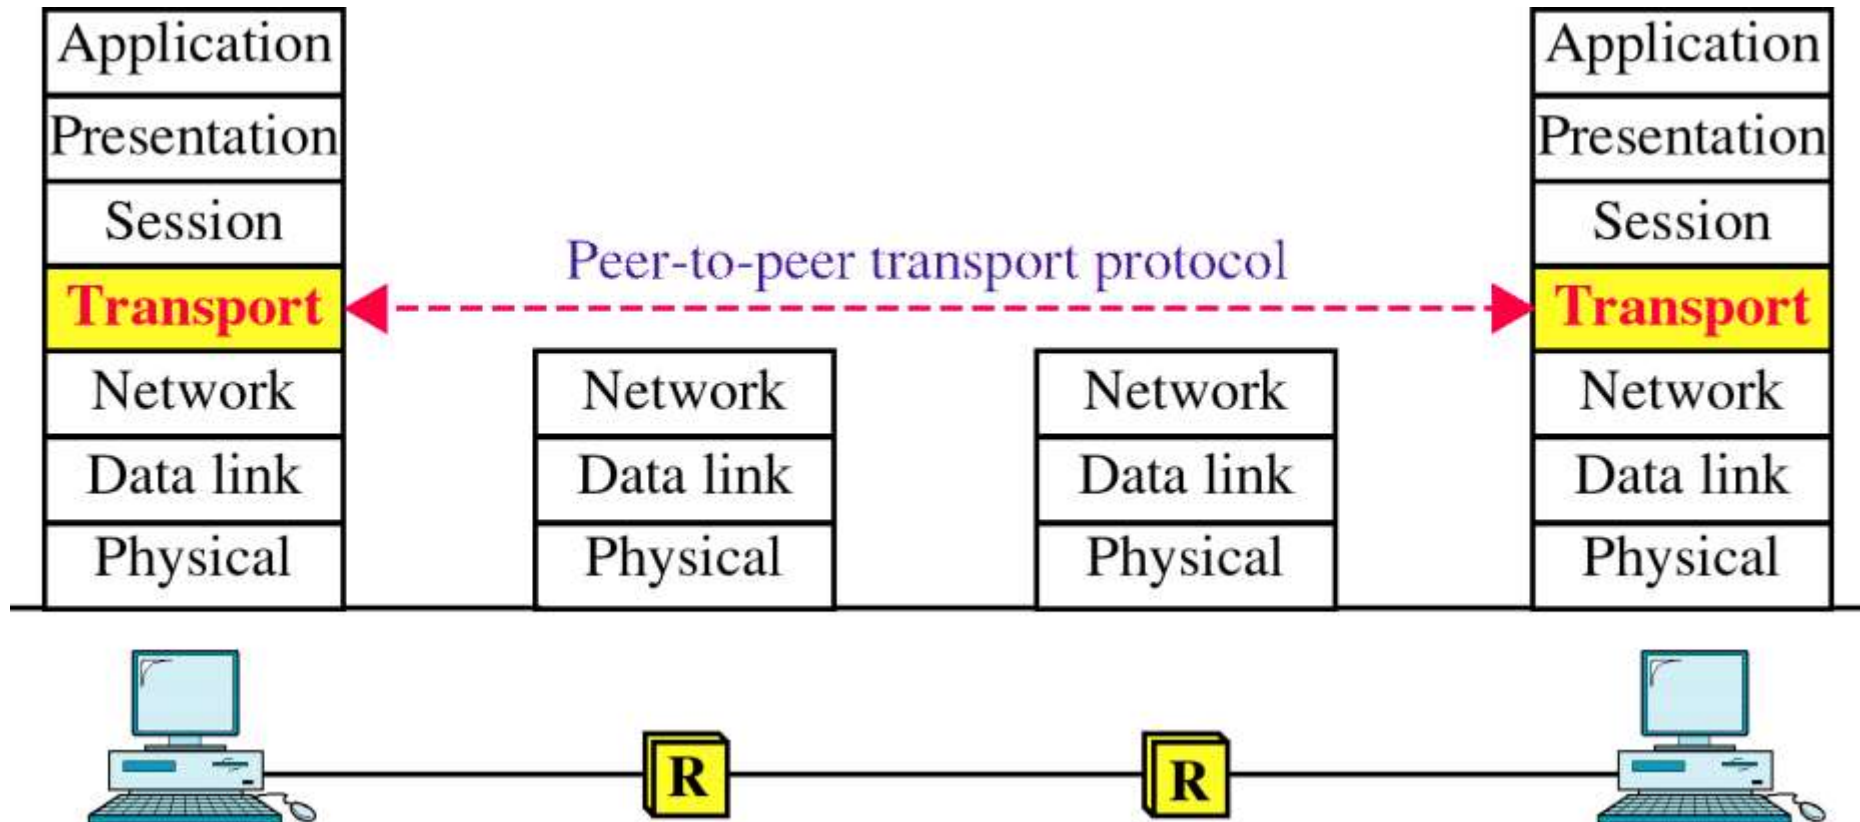 Application
Presentation
Session
Transport
Network
Data link
Physical
Peer-to-peer transport protocol
Network
Data link
Physical
Network
Data link
Physical
Application
Presentation
Session
Transport
Network
Data link
Physical
R
R